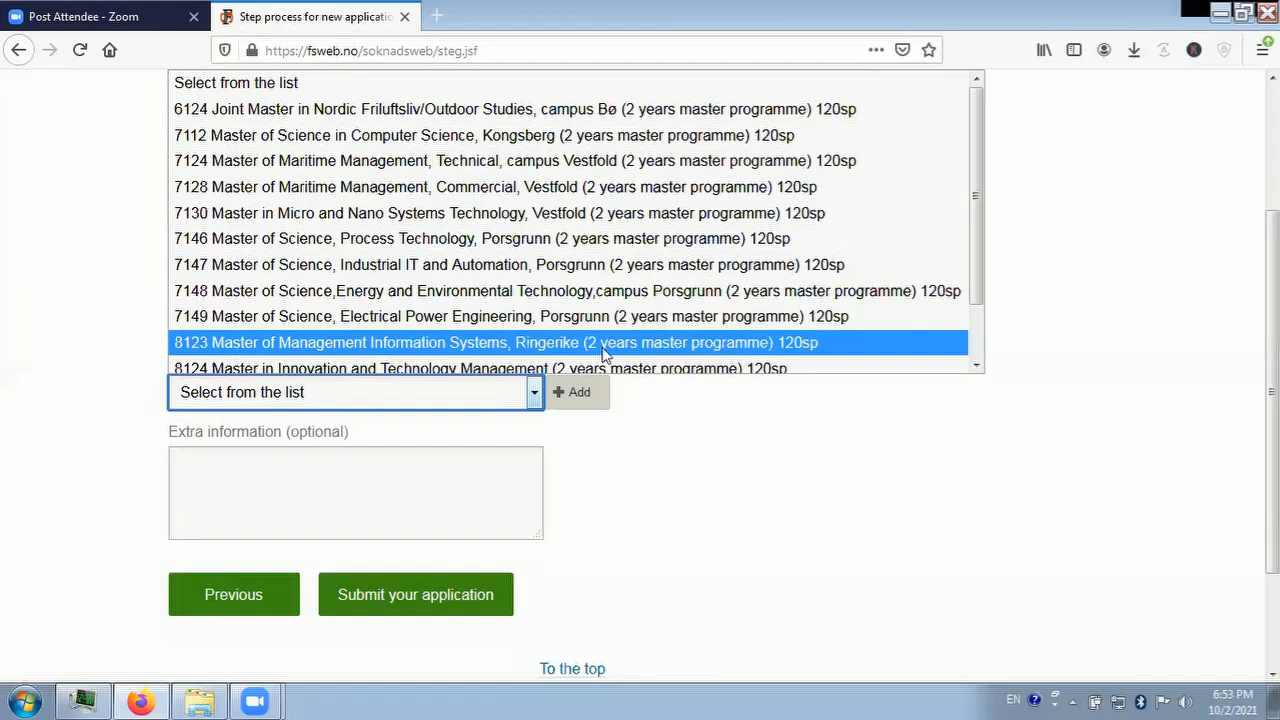 Post Attendee - Zoom
Step process for new applicatio
https://fsweb.no/soknadsweb/steg.jsf
Select from the list
6124 Joint Master in Nordic Friluftsliv/Outdoor Studies, campus Bø (2 years master programme) 120sp
7112 Master of Science in Computer Science, Kongsberg (2 years master programme) 120sp
7124 Master of Maritime Management, Technical, campus Vestfold (2 years master programme) 120sp
7128 Master of Maritime Management, Commercial, Vestfold (2 years master programme) 120sp
7130 Master in Micro and Nano Systems Technology, Vestfold (2 years master programme) 120sp
7146 Master of Science, Process Technology, Porsgrunn (2 years master programme) 120sp
7147 Master of Science, Industrial IT and Automation, Porsgrunn (2 years master programme) 120sp
7148 Master of Science,Energy and Environmental Technology,campus Porsgrunn (2 years master programme) 120sp
7149 Master of Science, Electrical Power Engineering, Porsgrunn (2 years master programme) 120sp
8123 Master of Management Information Systems, Ringerike (2 years master programme) 120sp
8124 Master in Innovation and Technology Management (2 years master programme) 120sp
Select from the list
Add
Extra information (optional)
Previous
Submit your application
To the top
EN
6:53 PM
10/2/2021